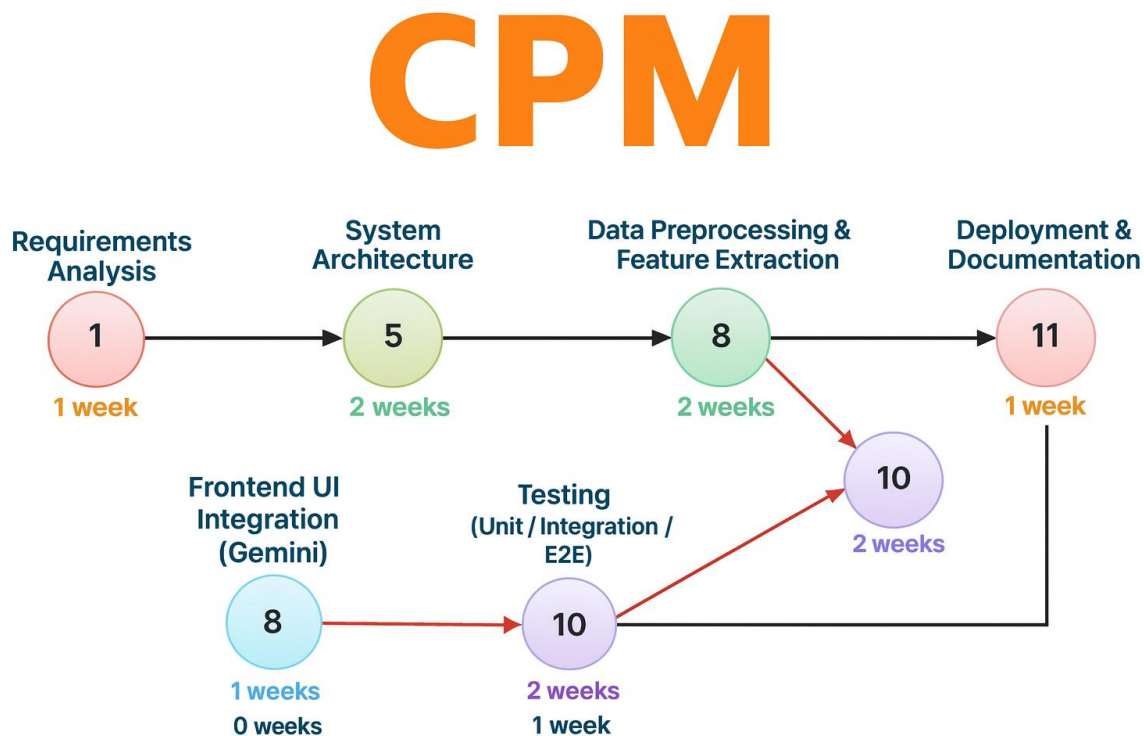 CPM
Requirements
Analysis
1
1 week
System
Architecture
5
2 weeks
Data Preprocessing &
Feature Extraction
8
2 weeks
Deployment &
Documentation
11
1 week
10
2 weeks
Frontend UI
Integration
(Gemini)
8
1 weeks
0 weeks
Testing
(Unit / Integration /
E2E)
10
2 weeks
1 week